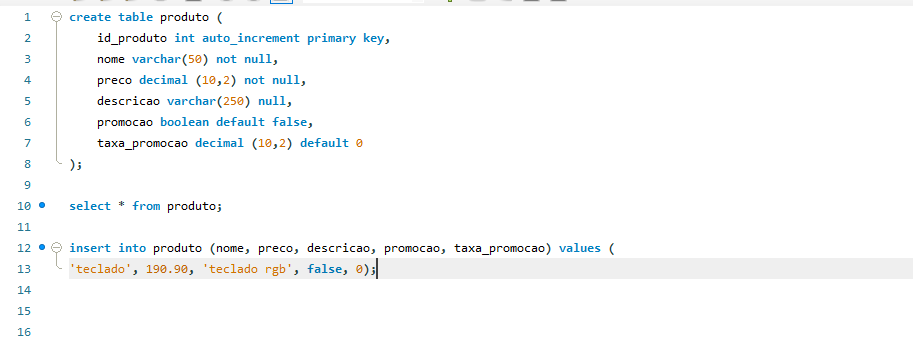 1 create table produto (
2 id_produto int auto_increment primary key,
3 nome varchar(50) not null,
4 preco decimal (10,2) not null,
5 descricao varchar(250) null,
6 promocao boolean default false,
7 taxa_promocao decimal (10,2) default 0
8 );
9
10 select * from produto;
11
12 insert into produto (nome, preco, descricao, promocao, taxa_promocao) values (
13 'teclado', 190.90, 'teclado rgb', false, 0);
14
15
16